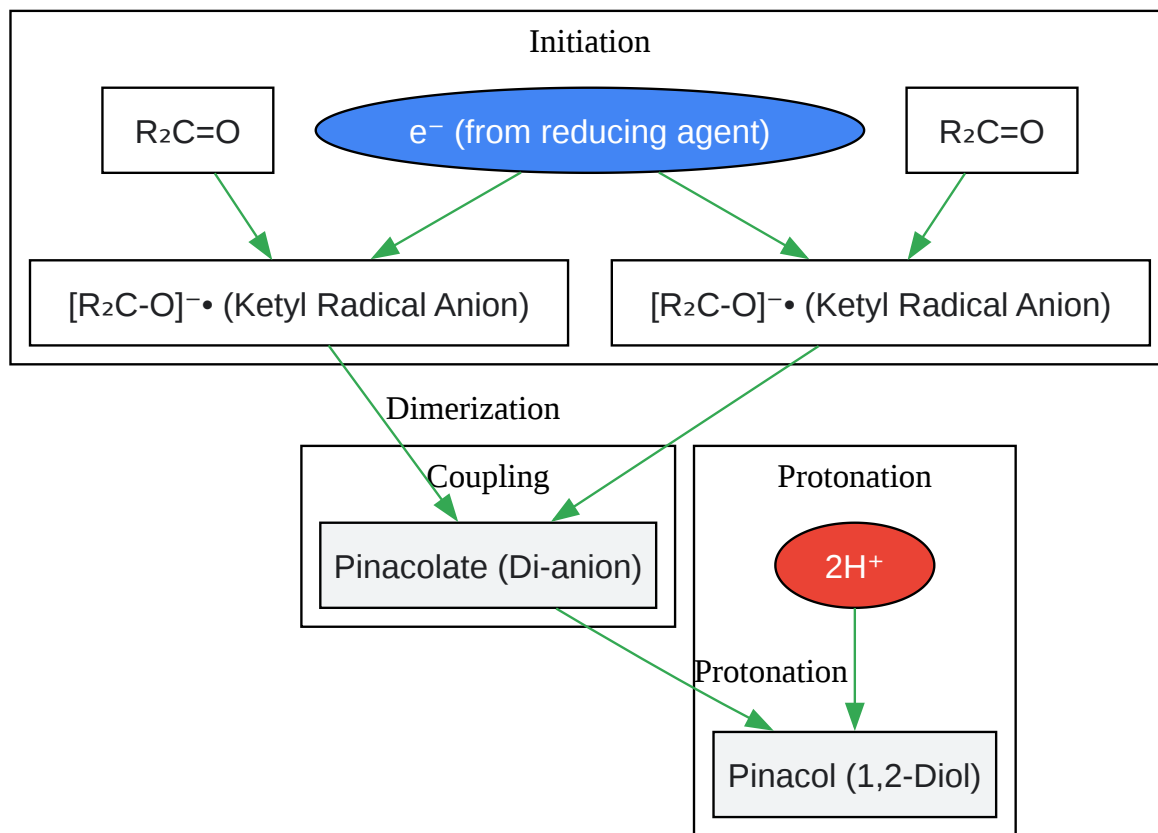 Initiation
R₂C=O
e⁻ (from reducing agent)
R₂C=O
[R₂C-O]⁻• (Ketyl Radical Anion)
[R₂C-O]⁻• (Ketyl Radical Anion)
Dimerization
Coupling
Protonation
Pinacolate (Di-anion)
2H⁺
Protonation
Pinacol (1,2-Diol)